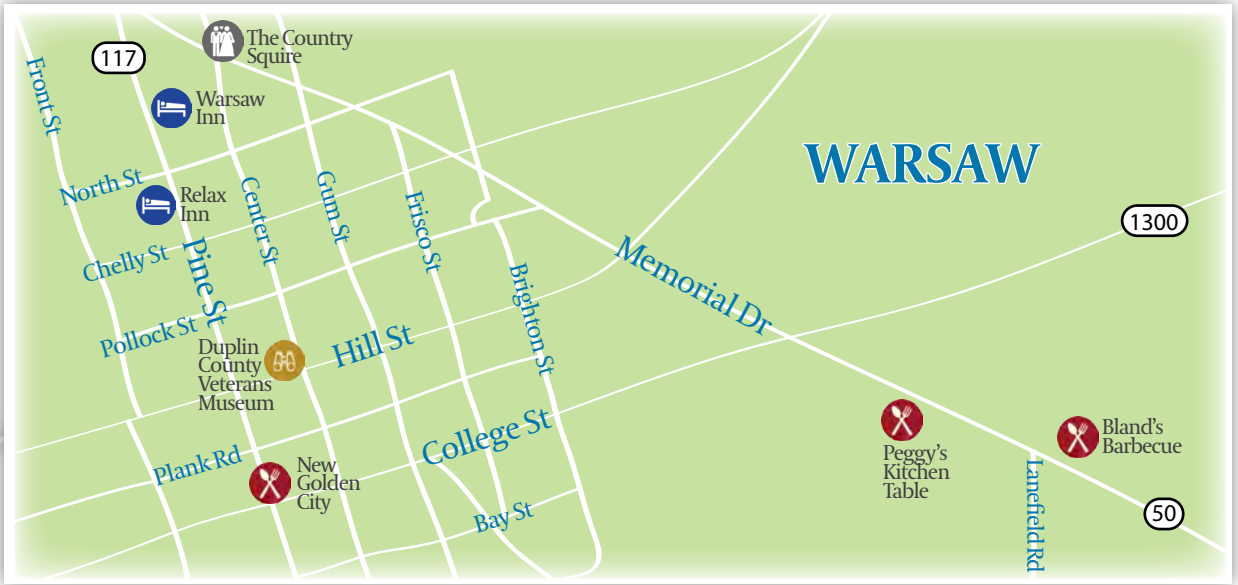 117
The Country
Squire
Front St
Warsaw
Inn
WARSAW
North St
Relax
Inn
Center St
Gum St
Frisco St
1300
Chelly St
Pine St
Memorial Dr
Brighton St
Pollock St
Hill St
Duplin
County
Veterans
Museum
College St
Plank Rd
New
Golden
City
Peggy's
Kitchen
Table
Bland's
Barbecue
Lanefield Rd
Bay St
50